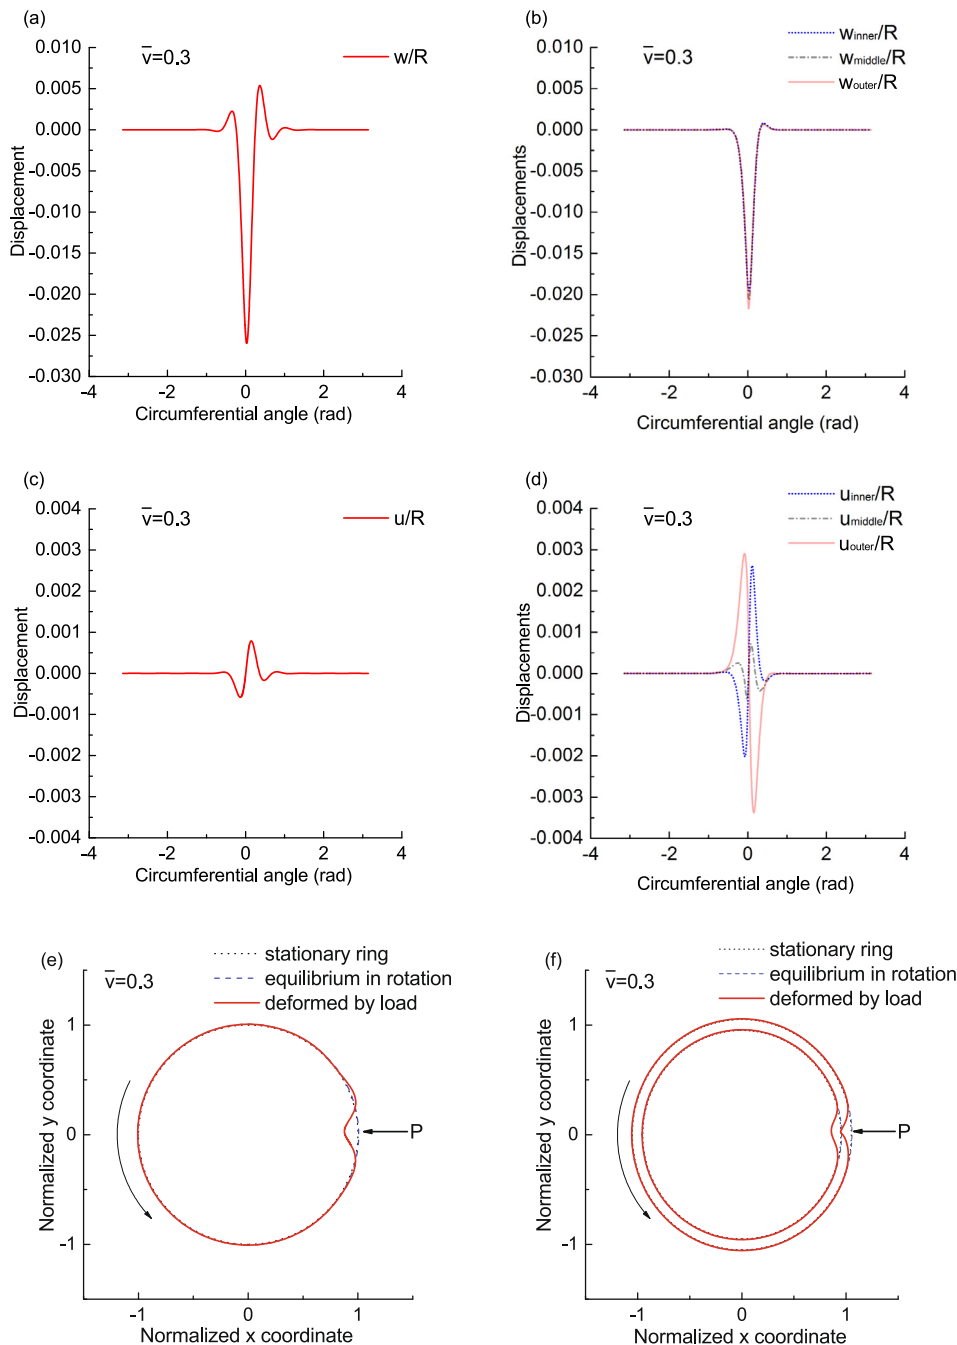 (a)
v̄=0.3
w/R
0.010
0.005
0.000
-0.005
-0.010
-0.015
-0.020
-0.025
-0.030
-4
-2
0
2
4
Displacement
Circumferential angle (rad)
(b)
v̄=0.3
winner/R
wmiddle/R
wouter/R
0.010
0.005
0.000
-0.005
-0.010
-0.015
-0.020
-0.025
-0.030
-4
-2
0
2
4
Displacements
Circumferential angle (rad)
(c)
v̄=0.3
u/R
0.004
0.003
0.002
0.001
0.000
-0.001
-0.002
-0.003
-0.004
-4
-2
0
2
4
Displacement
Circumferential angle (rad)
(d)
v̄=0.3
uinner/R
umiddle/R
uouter/R
0.004
0.003
0.002
0.001
0.000
-0.001
-0.002
-0.003
-0.004
-4
-2
0
2
4
Displacements
Circumferential angle (rad)
(e)
v̄=0.3
stationary ring
equilibrium in rotation
deformed by load
1
0
-1
P
-1
0
1
Normalized y coordinate
Normalized x coordinate
(f)
v̄=0.3
stationary ring
equilibrium in rotation
deformed by load
1
0
-1
P
-1
0
1
Normalized y coordinate
Normalized x coordinate